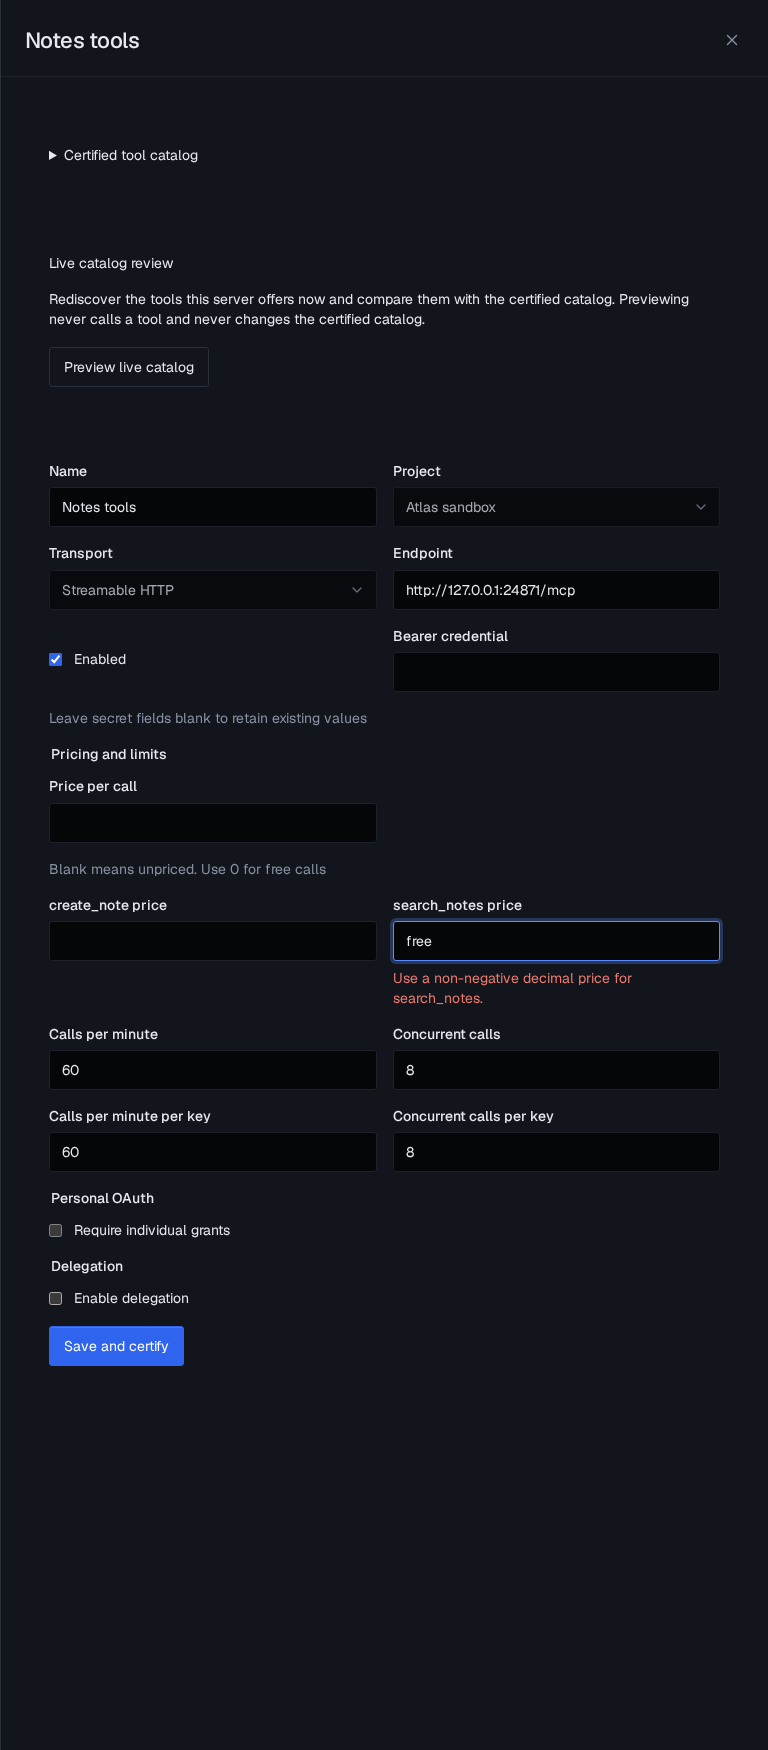 Notes tools
Certified tool catalog
Live catalog review
Rediscover the tools this server offers now and compare them with the certified catalog. Previewing
never calls a tool and never changes the certified catalog.
Preview live catalog
Name
Project
Notes tools
Atlas sandbox
Transport
Endpoint
Streamable HTTP
http://127.0.0.1:24871/mcp
Enabled
Bearer credential
Leave secret fields blank to retain existing values
Pricing and limits
Price per call
Blank means unpriced. Use 0 for free calls
create_note price
search_notes price
free
Use a non-negative decimal price for
search_notes.
Calls per minute
Concurrent calls
60
8
Calls per minute per key
Concurrent calls per key
60
8
Personal OAuth
Require individual grants
Delegation
Enable delegation
Save and certify